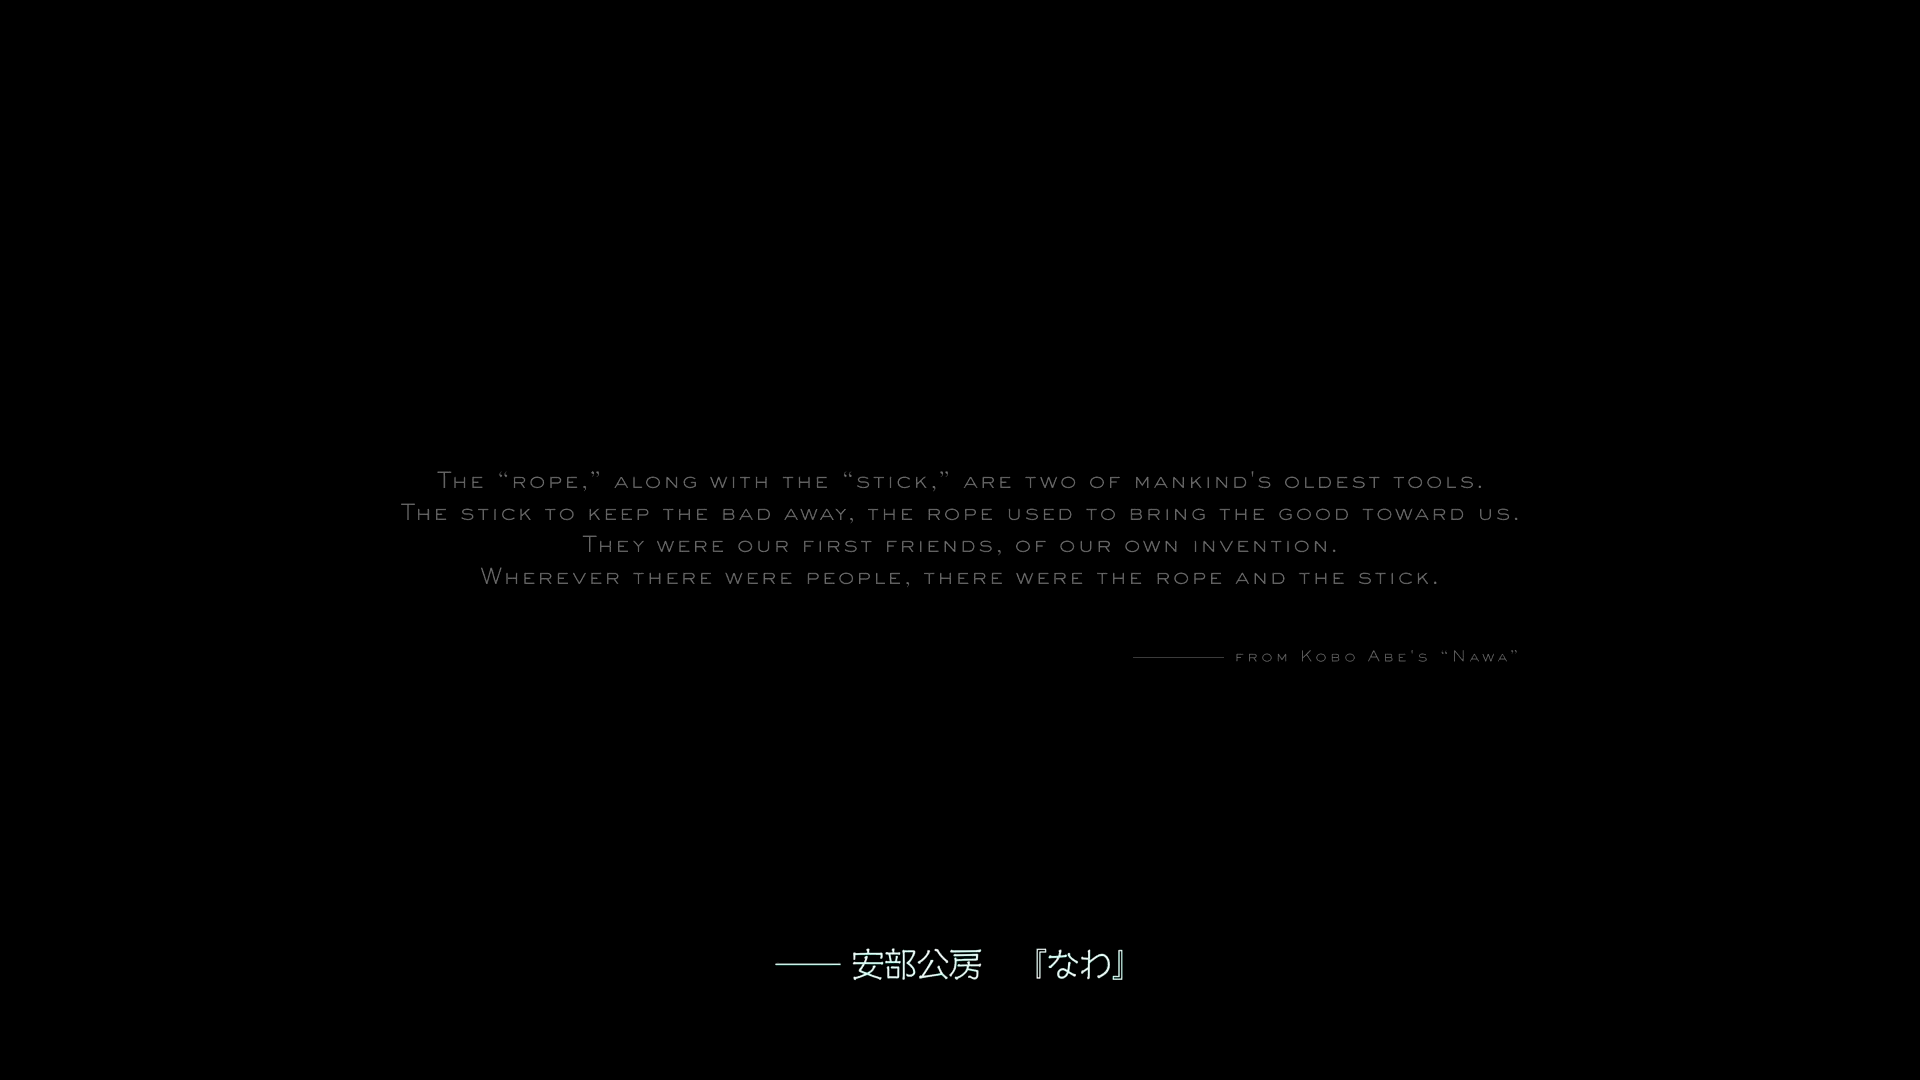 The “rope,” along with the “stick,” are two of mankind's oldest tools.
The stick to keep the bad away, the rope used to bring the good toward us.
They were our first friends, of our own invention.
Wherever there were people, there were the rope and the stick.
—— from Kobo Abe's “Nawa”
—— 安部公房　『なわ』